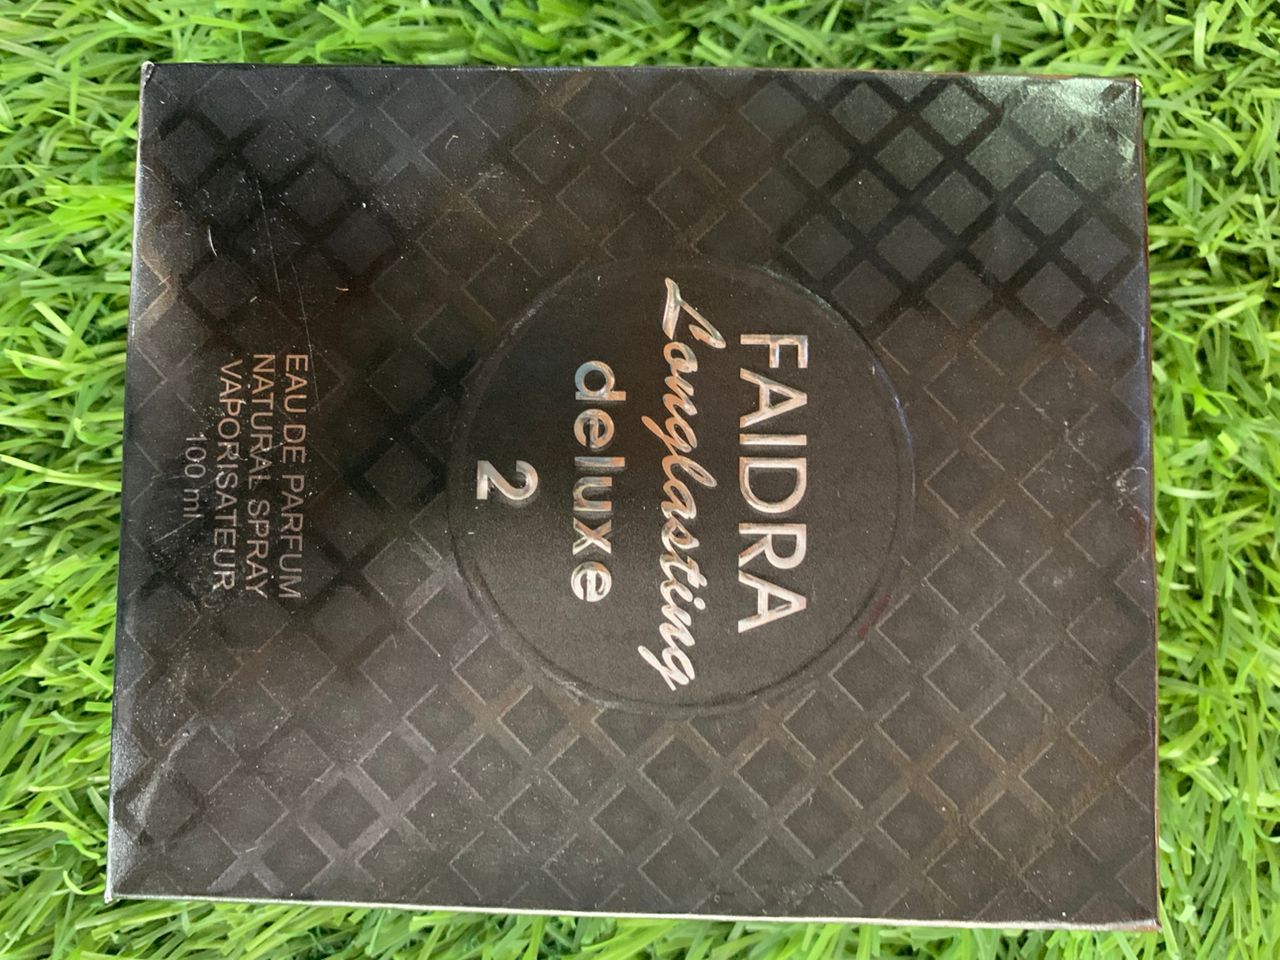 FAIDRA
Longlasting
deluxe
2
EAU DE PARFUM
NATURAL SPRAY
VAPORISATEUR
100 ml